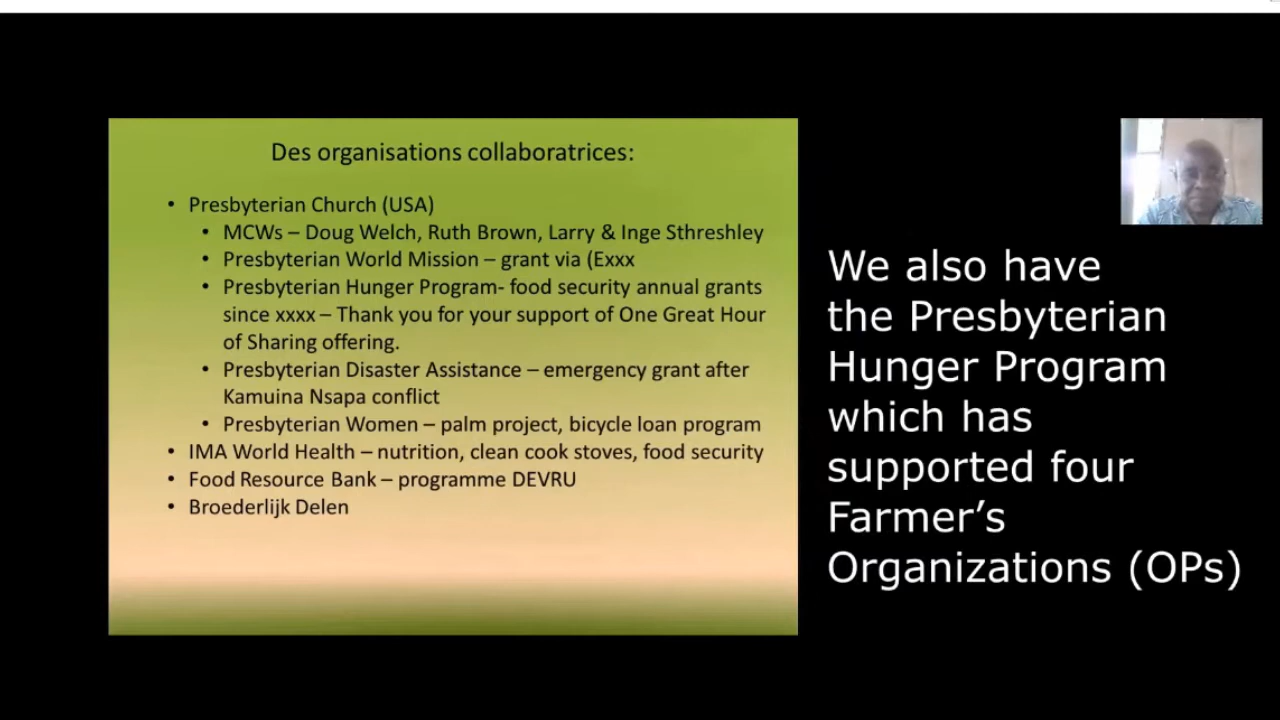 Des organisations collaboratrices:
• Presbyterian Church (USA)
• MCWs – Doug Welch, Ruth Brown, Larry & Inge Sthreshley
• Presbyterian World Mission – grant via (Exxx
• Presbyterian Hunger Program- food security annual grants
since xxxx – Thank you for your support of One Great Hour
of Sharing offering.
• Presbyterian Disaster Assistance – emergency grant after
Kamuina Nsapa conflict
• Presbyterian Women – palm project, bicycle loan program
• IMA World Health – nutrition, clean cook stoves, food security
• Food Resource Bank – programme DEVRU
• Broederlijk Delen
We also have
the Presbyterian
Hunger Program
which has
supported four
Farmer’s
Organizations (OPs)